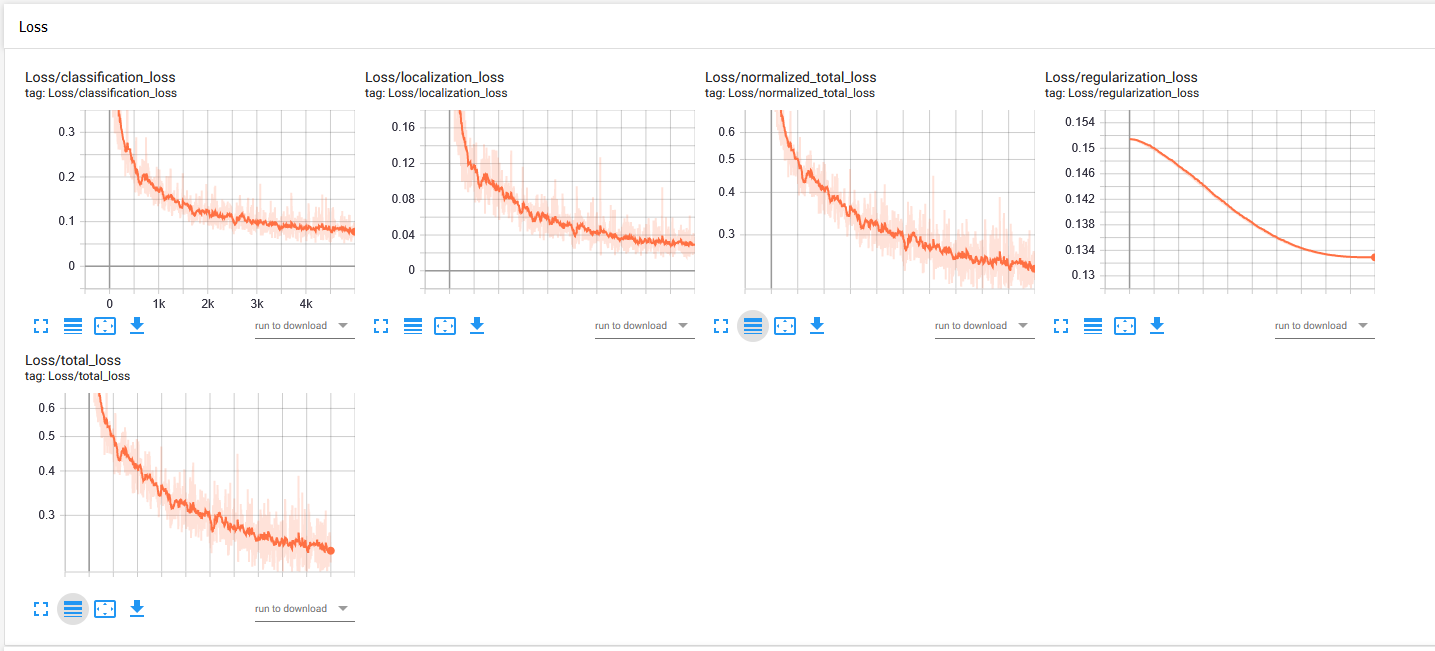 Loss
Loss/classification_loss
tag: Loss/classification_loss
0.3
0.2
0.1
0
0 1k 2k 3k 4k
run to download
Loss/localization_loss
tag: Loss/localization_loss
0.16
0.12
0.08
0.04
0
run to download
Loss/normalized_total_loss
tag: Loss/normalized_total_loss
0.6
0.5
0.4
0.3
run to download
Loss/regularization_loss
tag: Loss/regularization_loss
0.154
0.15
0.146
0.142
0.138
0.134
0.13
run to download
Loss/total_loss
tag: Loss/total_loss
0.6
0.5
0.4
0.3
run to download